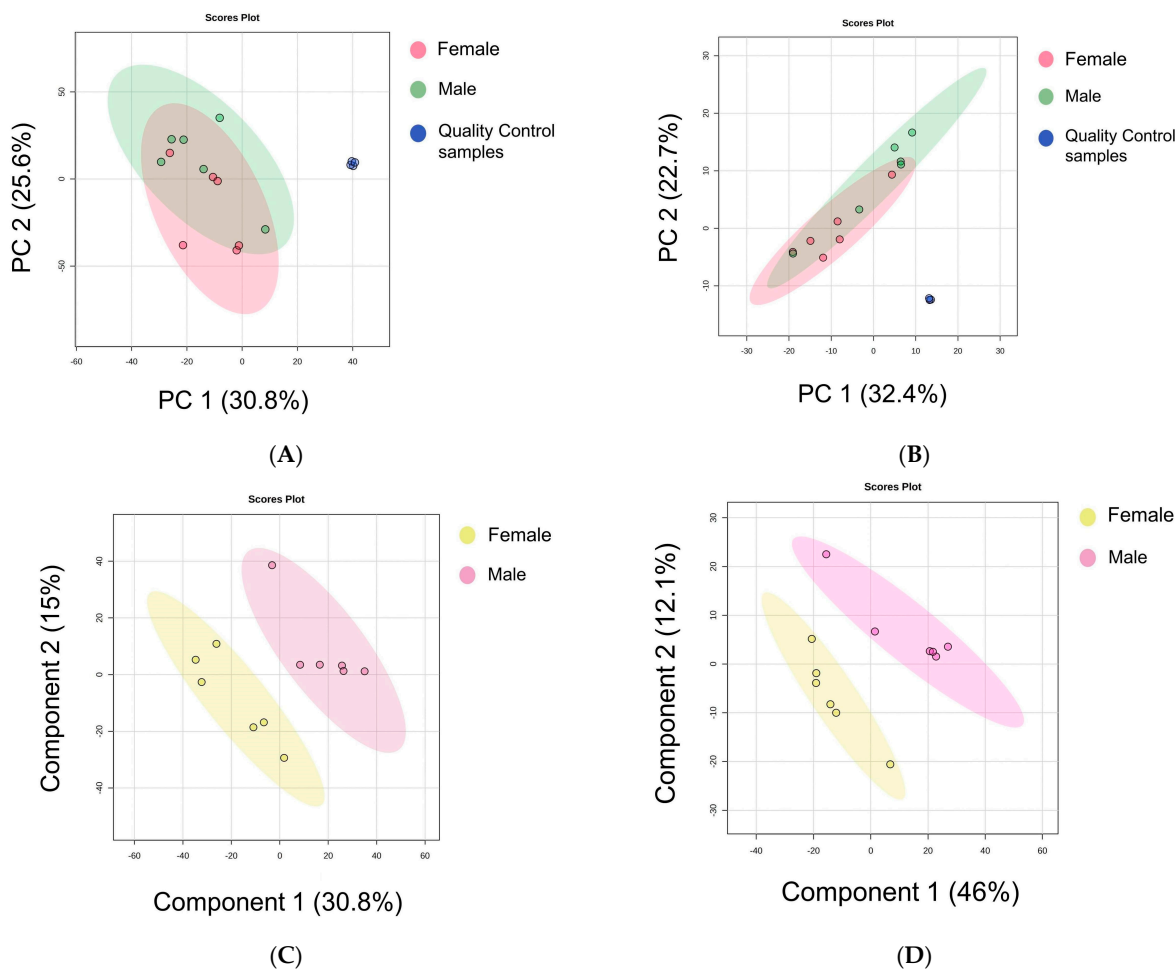 Scores Plot
Female
Male
Quality Control
samples
PC 2 (25.6%)
50
0
-50
-60
-40
-20
0
20
40
PC 1 (30.8%)
(A)
Scores Plot
Female
Male
Quality Control
samples
PC 2 (22.7%)
30
20
10
0
-10
-30
-20
-10
0
10
20
30
PC 1 (32.4%)
(B)
Scores Plot
Female
Male
Component 2 (15%)
40
20
0
-20
-40
-60
-40
-20
0
20
40
60
Component 1 (30.8%)
(C)
Scores Plot
Female
Male
Component 2 (12.1%)
30
20
10
0
-10
-20
-30
-40
-20
0
20
40
60
Component 1 (46%)
(D)